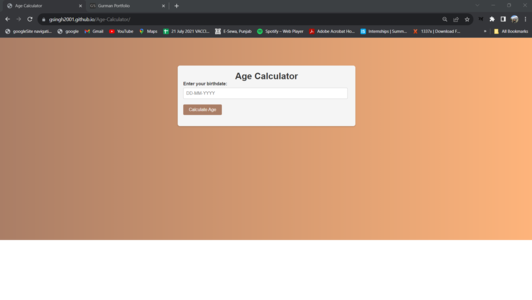 Age Calculator
Gurman Portfolio
gsingh2001.github.io/Age-Calculator/
googleSite navigati...
google
Gmail
YouTube
Maps
21 July 2021 VACCI...
S-Sewa, Punjab
Spotify - Web Player
Adobe Acrobat Hom...
Internships | Summe...
1337x | Download F...
All Bookmarks
Age Calculator
Enter your birthdate:
DD-MM-YYYY
Calculate Age